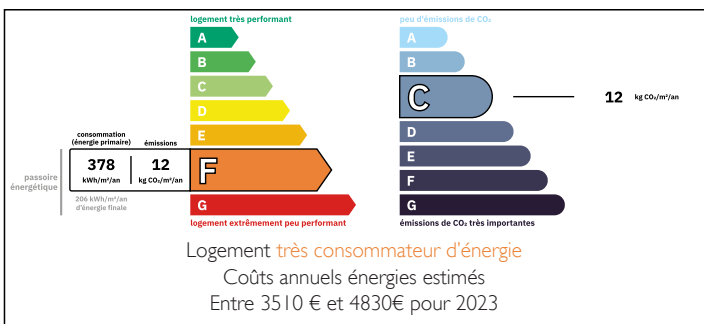 logement très performant
A
B
C
D
E
consommation
(énergie primaire)
émissions
passoire
énergétique
378
kWh/m²/an
12
kg CO₂/m²/an
F
206 kWh/m²/an
d'énergie finale
G
logement extrêmement peu performant
peu d'émissions de CO₂
A
B
C
12 kg CO₂/m²/an
D
E
F
G
émissions de CO₂ très importantes
Logement très consommateur d'énergie
Coûts annuels énergies estimés
Entre 3510 € et 4830€ pour 2023